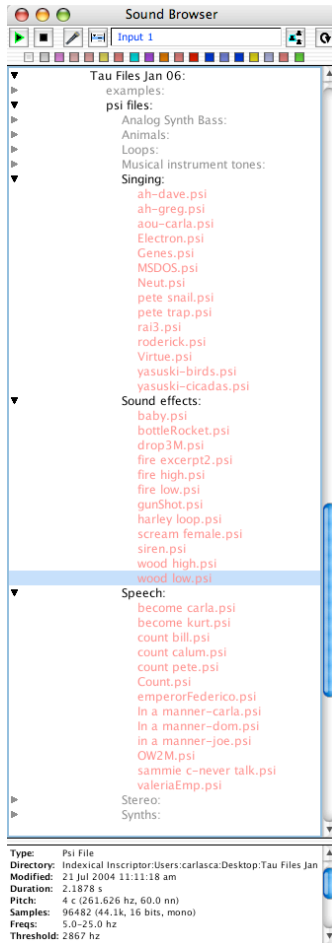 Sound Browser
Input 1
Tau Files Jan 06:
examples:
psi files:
Analog Synth Bass:
Animals:
Loops:
Musical instrument tones:
Singing:
ah-dave.psi
ah-greg.psi
aou-carla.psi
Electron.psi
Genes.psi
MSDOS.psi
Neut.psi
pete snail.psi
pete trap.psi
rai3.psi
roderick.psi
Virtue.psi
yasuski-birds.psi
yasuski-cicadas.psi
Sound effects:
baby.psi
bottleRocket.psi
drop3M.psi
fire excerpt2.psi
fire high.psi
fire low.psi
gunShot.psi
harley loop.psi
scream female.psi
siren.psi
wood high.psi
wood low.psi
Speech:
become carla.psi
become kurt.psi
count bill.psi
count calum.psi
count pete.psi
Count.psi
emperorFederico.psi
In a manner-carla.psi
In a manner-dom.psi
in a manner-joe.psi
OW2M.psi
sammie c-never talk.psi
valeriaEmp.psi
Stereo:
Synths:
Type: Psi File
Directory: Indexical Inscriptor:Users:carlasca:Desktop:Tau Files Jan
Modified: 21 Jul 2004 11:11:18 am
Duration: 2.1878 s
Pitch: 4 c (261.626 hz, 60.0 nn)
Samples: 96482 (44.1k, 16 bits, mono)
Freqs: 5.0-25.0 hz
Threshold: 2867 hz